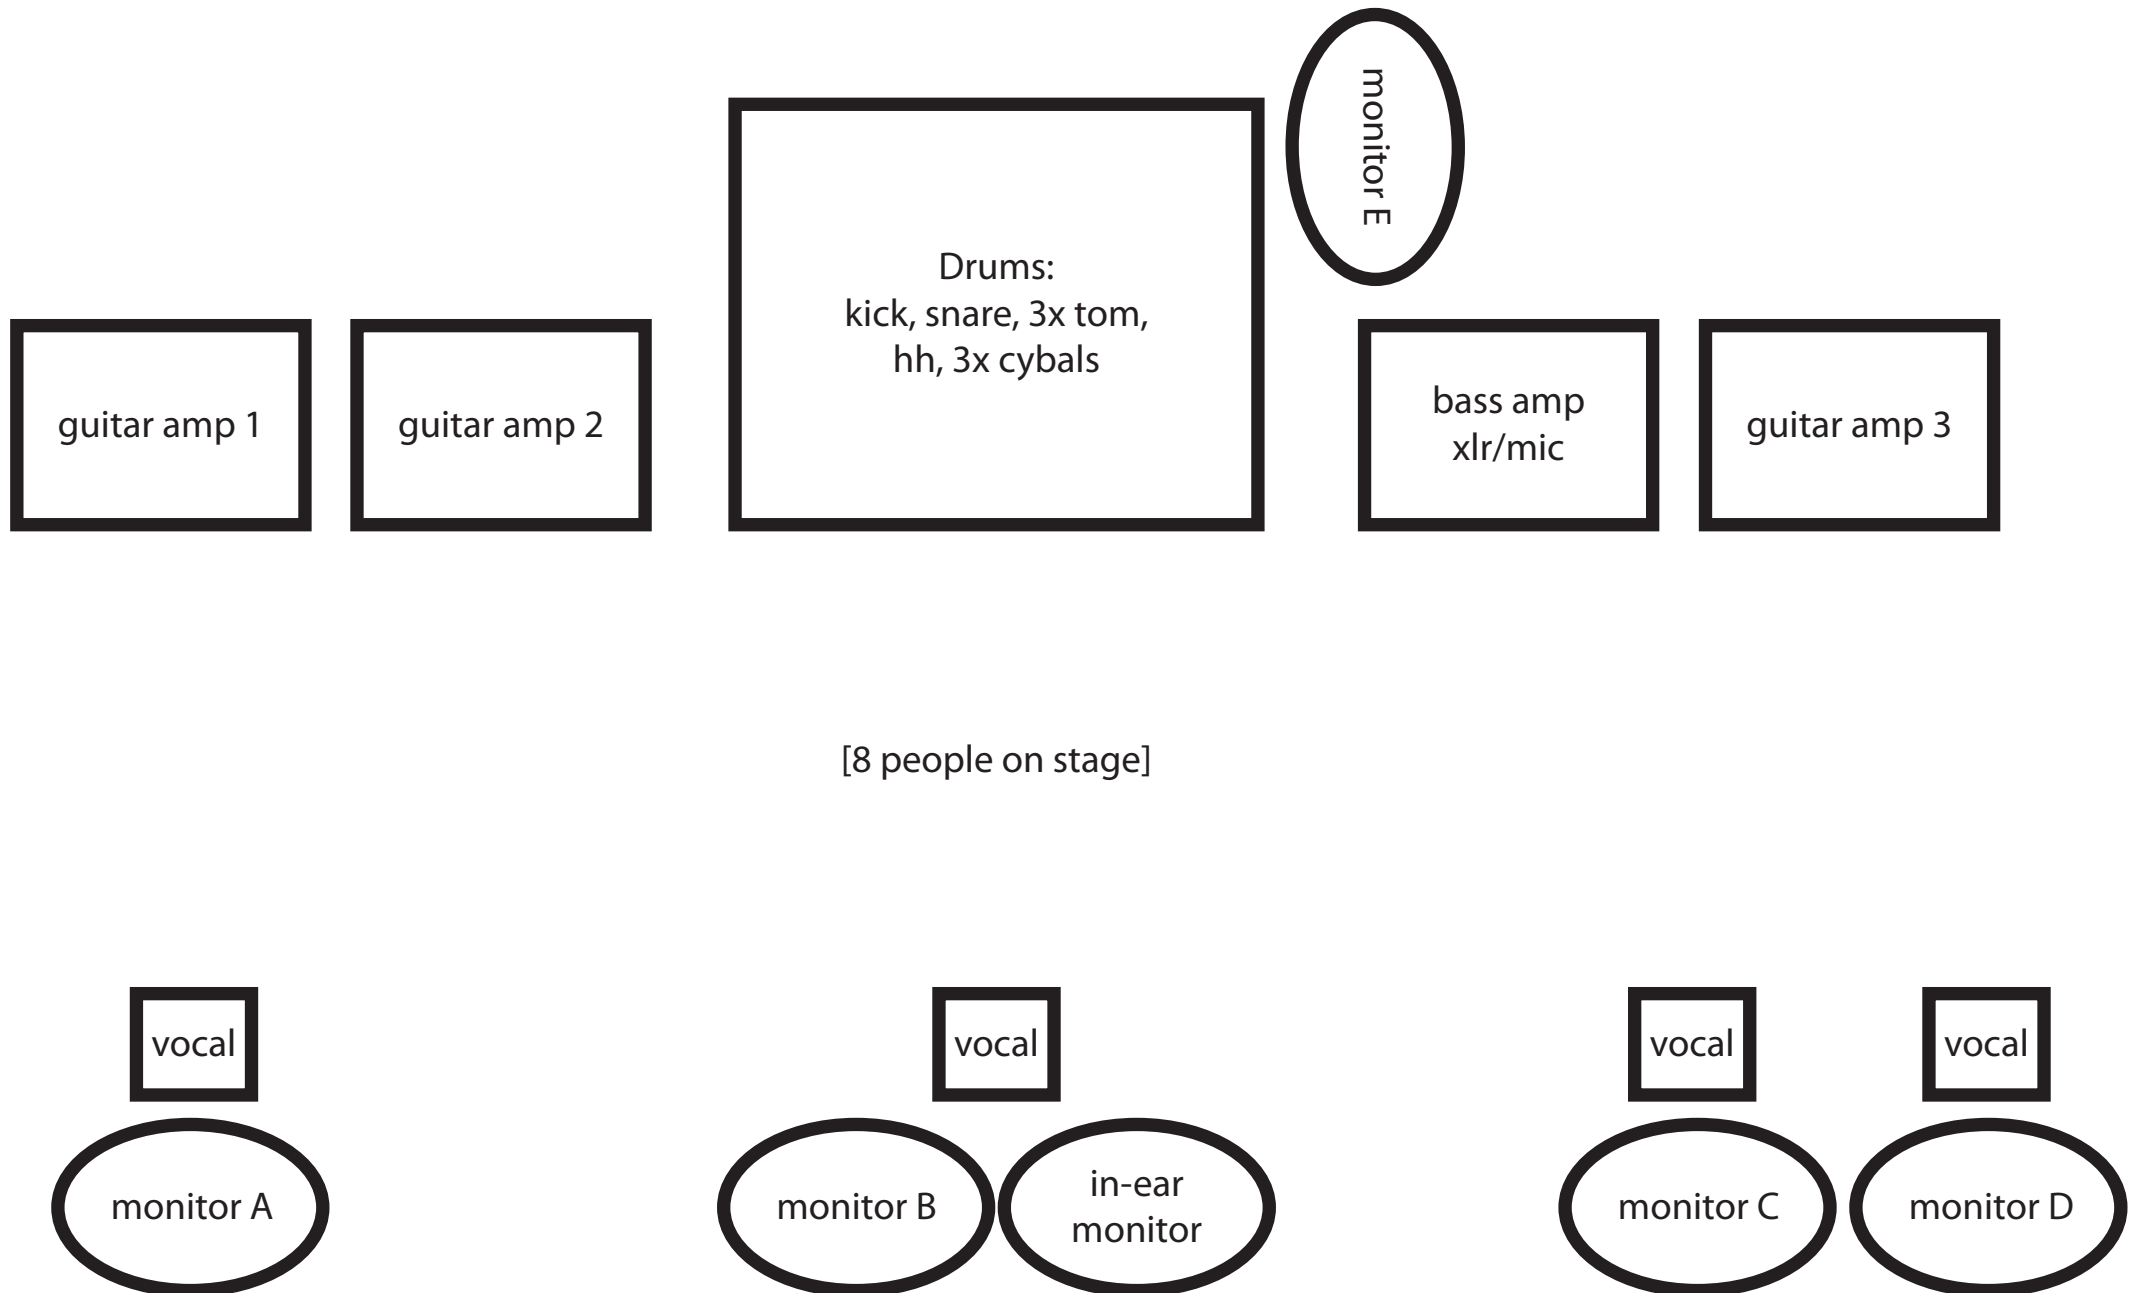 monitor E
Drums:
kick, snare, 3x tom,
hh, 3x cybals
guitar amp 1
guitar amp 2
bass amp
xlr/mic
guitar amp 3
[8 people on stage]
vocal
vocal
vocal
vocal
monitor A
monitor B
in-ear
monitor
monitor C
monitor D